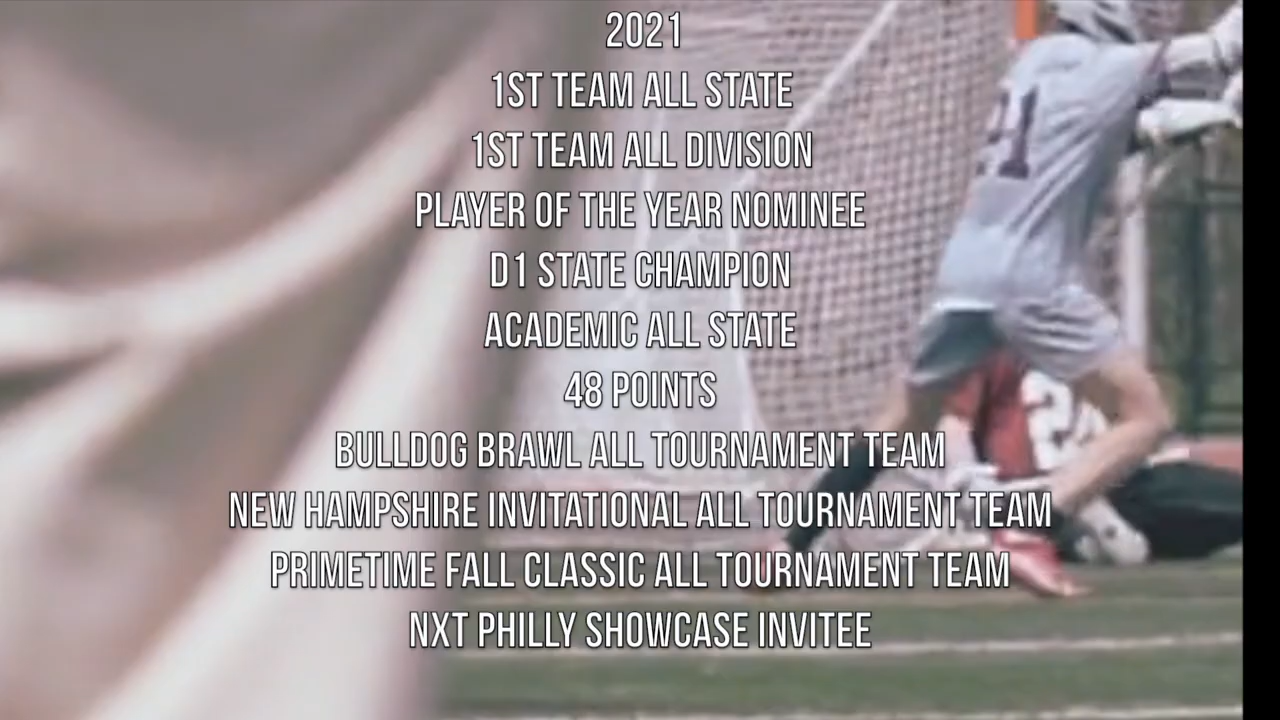 2021
1ST TEAM ALL STATE
1ST TEAM ALL DIVISION
PLAYER OF THE YEAR NOMINEE
D1 STATE CHAMPION
ACADEMIC ALL STATE
48 POINTS
BULLDOG BRAWL ALL TOURNAMENT TEAM
NEW HAMPSHIRE INVITATIONAL ALL TOURNAMENT TEAM
PRIMETIME FALL CLASSIC ALL TOURNAMENT TEAM
NXT PHILLY SHOWCASE INVITEE